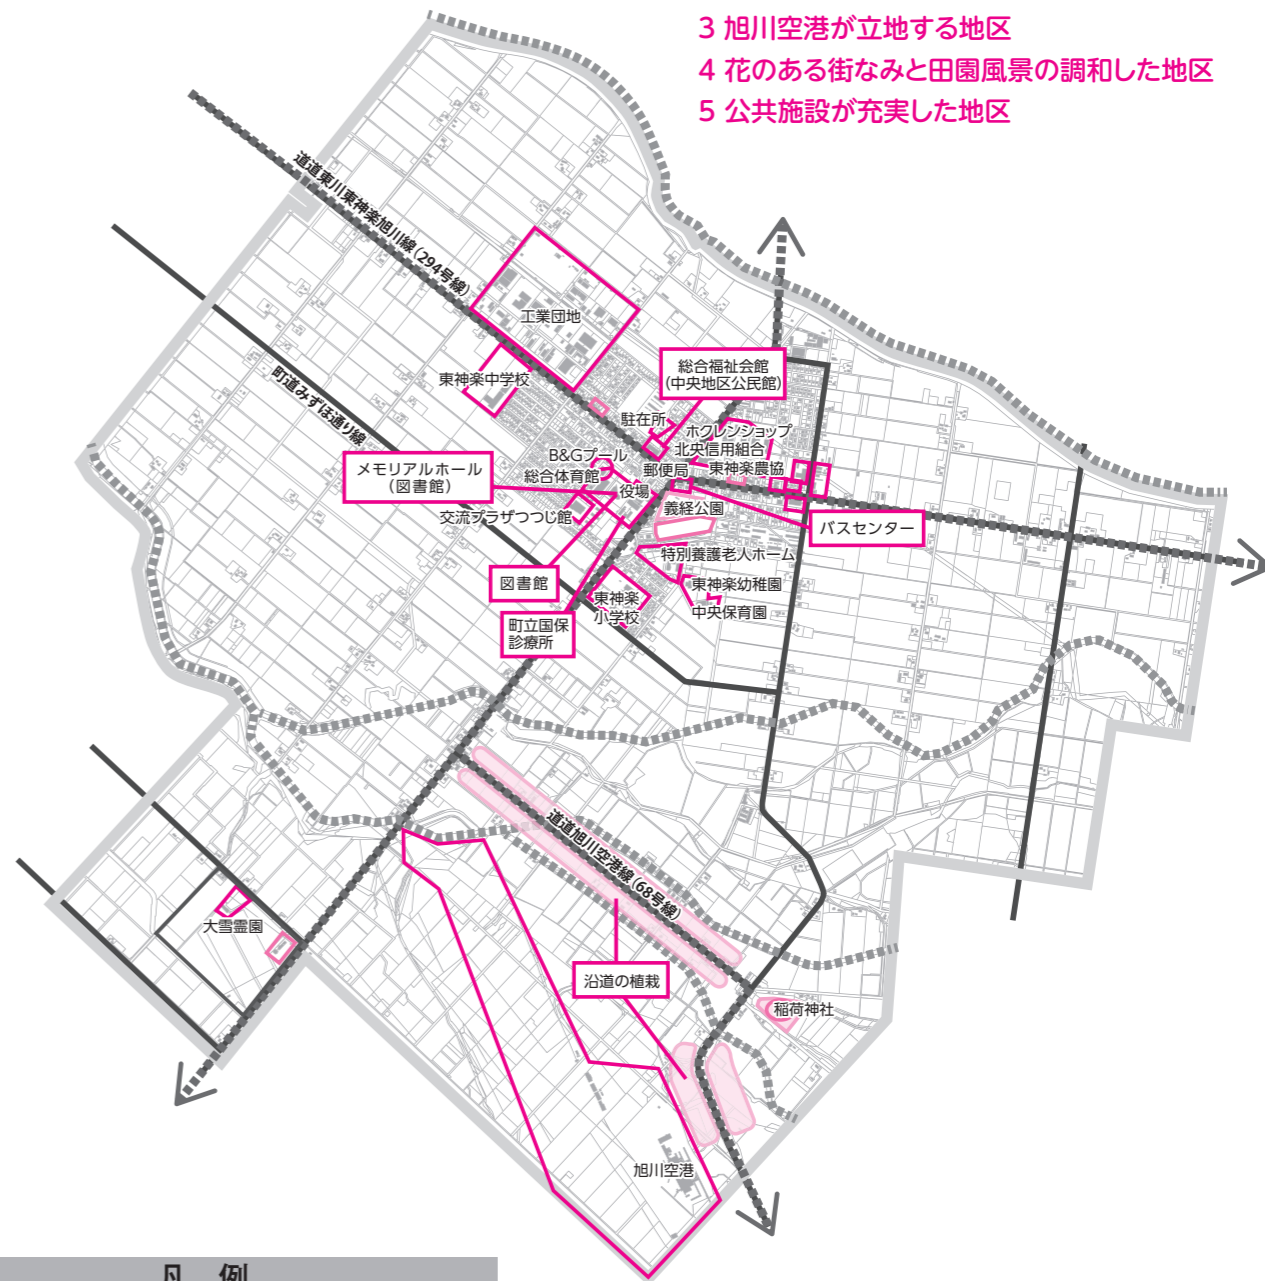 3 旭川空港が立地する地区
4 花のある街なみと田園風景の調和した地区
5 公共施設が充実した地区
道道東川東神楽旭川線(294号線)
工業団地
町道みずほ通り線
東神楽中学校
総合福祉会館
(中央地区公民館)
駐在所
ホクレンショップ
北央信用組合
B&Gプール
郵便局
東神楽農協
メモリアルホール
(図書館)
総合体育館
役場
義経公園
交流プラザつつじ館
バスセンター
特別養護老人ホーム
図書館
東神楽幼稚園
東神楽
小学校
中央保育園
町立国保
診療所
道道旭川空港線(68号線)
大雪霊園
沿道の植栽
稲荷神社
旭川空港
凡 例